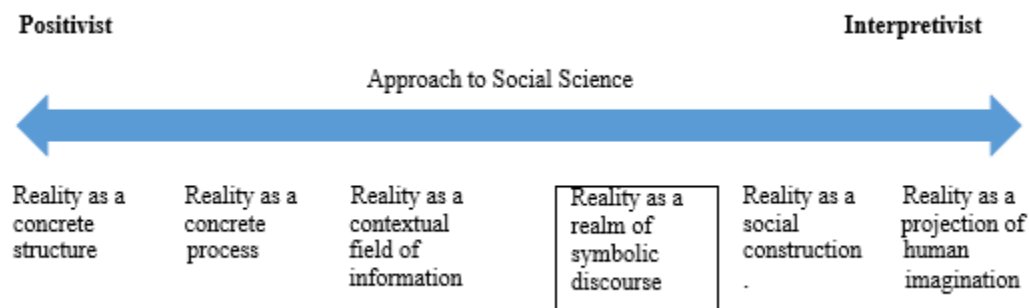 Positivist
Interpretivist
Approach to Social Science
Reality as a
concrete
structure
Reality as a
concrete
process
Reality as a
contextual
field of
information
Reality as a
realm of
symbolic
discourse
Reality as a
social
construction
.
Reality as a
projection of
human
imagination